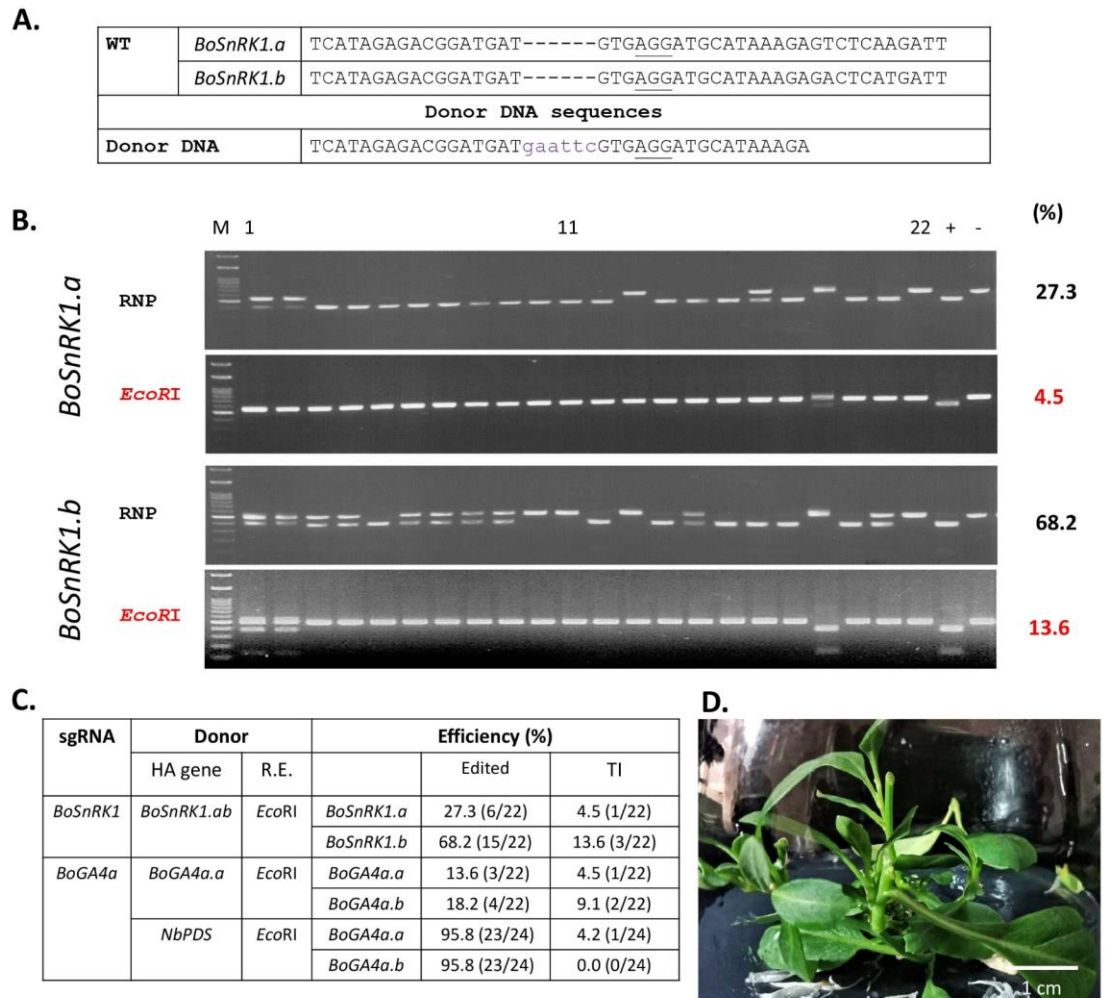 A.
WT BoSnRK1.a TCATAGAGACGGATGAT------GTGAGGATGCATAAAGAGTCTCAAGATT
BoSnRK1.b TCATAGAGACGGATGAT------GTGAGGATGCATAAAGAGACTCATGATT
Donor DNA sequences
Donor DNA TCATAGAGACGGATGATgaattcGTGAGGATGCATAAAGA
B.
M 1 11 22 + - (%)
BoSnRK1.a
RNP 27.3
EcoRI 4.5
BoSnRK1.b
RNP 68.2
EcoRI 13.6
C.
sgRNA Donor Efficiency (%)
HA gene R.E. Edited TI
BoSnRK1 BoSnRK1.ab EcoRI BoSnRK1.a 27.3 (6/22) 4.5 (1/22)
BoSnRK1.b 68.2 (15/22) 13.6 (3/22)
BoGA4a BoGA4a.a EcoRI BoGA4a.a 13.6 (3/22) 4.5 (1/22)
BoGA4a.b 18.2 (4/22) 9.1 (2/22)
NbPDS EcoRI BoGA4a.a 95.8 (23/24) 4.2 (1/24)
BoGA4a.b 95.8 (23/24) 0.0 (0/24)
D.
1 cm